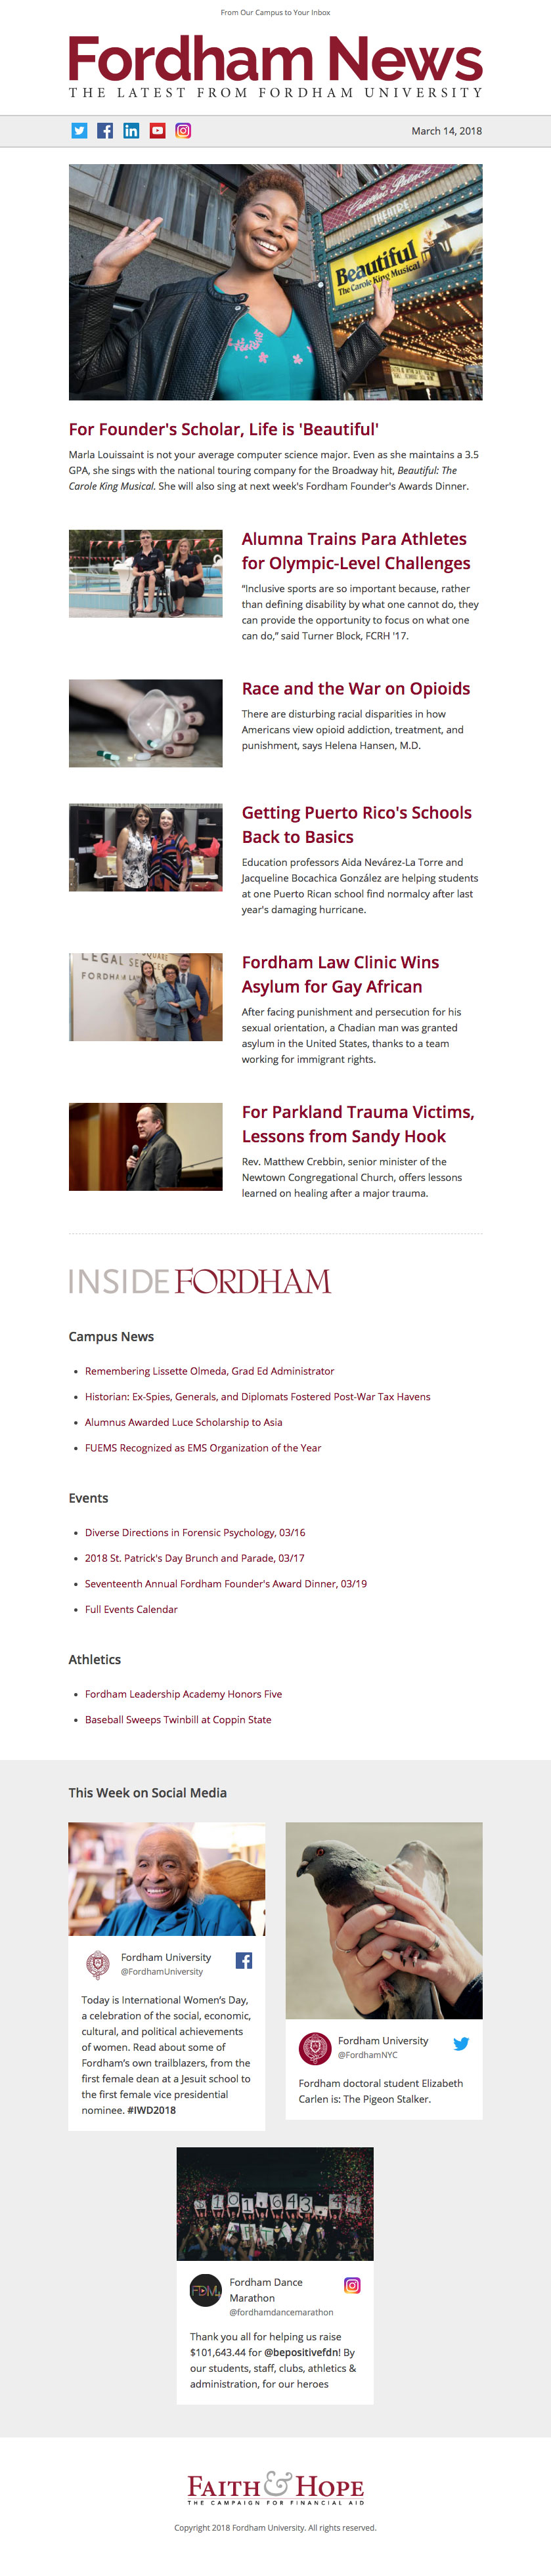 From Our Campus to Your Inbox
Fordham News
THE LATEST FROM FORDHAM UNIVERSITY
March 14, 2018
Cadillac Palace
THEATRE
Beautiful
The Carole King Musical
For Founder's Scholar, Life is 'Beautiful'
Marla Louissaint is not your average computer science major. Even as she maintains a 3.5
GPA, she sings with the national touring company for the Broadway hit, Beautiful: The
Carole King Musical. She will also sing at next week's Fordham Founder's Awards Dinner.
Alumna Trains Para Athletes
for Olympic-Level Challenges
"Inclusive sports are so important because, rather
than defining disability by what one cannot do, they
can provide the opportunity to focus on what one
can do," said Turner Block, FCRH '17.
Race and the War on Opioids
There are disturbing racial disparities in how
Americans view opioid addiction, treatment, and
punishment, says Helena Hansen, M.D.
Getting Puerto Rico's Schools
Back to Basics
Education professors Aida Nevárez-La Torre and
Jacqueline Bocachica González are helping students
at one Puerto Rican school find normalcy after last
year's damaging hurricane.
LEGAL SERVICES
FORDHAM LAW
Fordham Law Clinic Wins
Asylum for Gay African
After facing punishment and persecution for his
sexual orientation, a Chadian man was granted
asylum in the United States, thanks to a team
working for immigrant rights.
For Parkland Trauma Victims,
Lessons from Sandy Hook
Rev. Matthew Crebbin, senior minister of the
Newtown Congregational Church, offers lessons
learned on healing after a major trauma.
INSIDE FORDHAM
Campus News
Remembering Lissette Olmeda, Grad Ed Administrator
Historian: Ex-Spies, Generals, and Diplomats Fostered Post-War Tax Havens
Alumnus Awarded Luce Scholarship to Asia
FUEMS Recognized as EMS Organization of the Year
Events
Diverse Directions in Forensic Psychology, 03/16
2018 St. Patrick's Day Brunch and Parade, 03/17
Seventeenth Annual Fordham Founder's Award Dinner, 03/19
Full Events Calendar
Athletics
Fordham Leadership Academy Honors Five
Baseball Sweeps Twinbill at Coppin State
This Week on Social Media
Fordham University
@FordhamUniversity
Today is International Women's Day,
a celebration of the social, economic,
cultural, and political achievements
of women. Read about some of
Fordham's own trailblazers, from the
first female dean at a Jesuit school to
the first female vice presidential
nominee. #IWD2018
Fordham University
@FordhamNYC
Fordham doctoral student Elizabeth
Carlen is: The Pigeon Stalker.
$101,643.44
FDM
Fordham Dance
Marathon
@fordhamdancemarathon
Thank you all for helping us raise
$101,643.44 for @bepositivefdn! By
our students, staff, clubs, athletics &
administration, for our heroes
FAITH & HOPE
THE CAMPAIGN FOR FINANCIAL AID
Copyright 2018 Fordham University. All rights reserved.